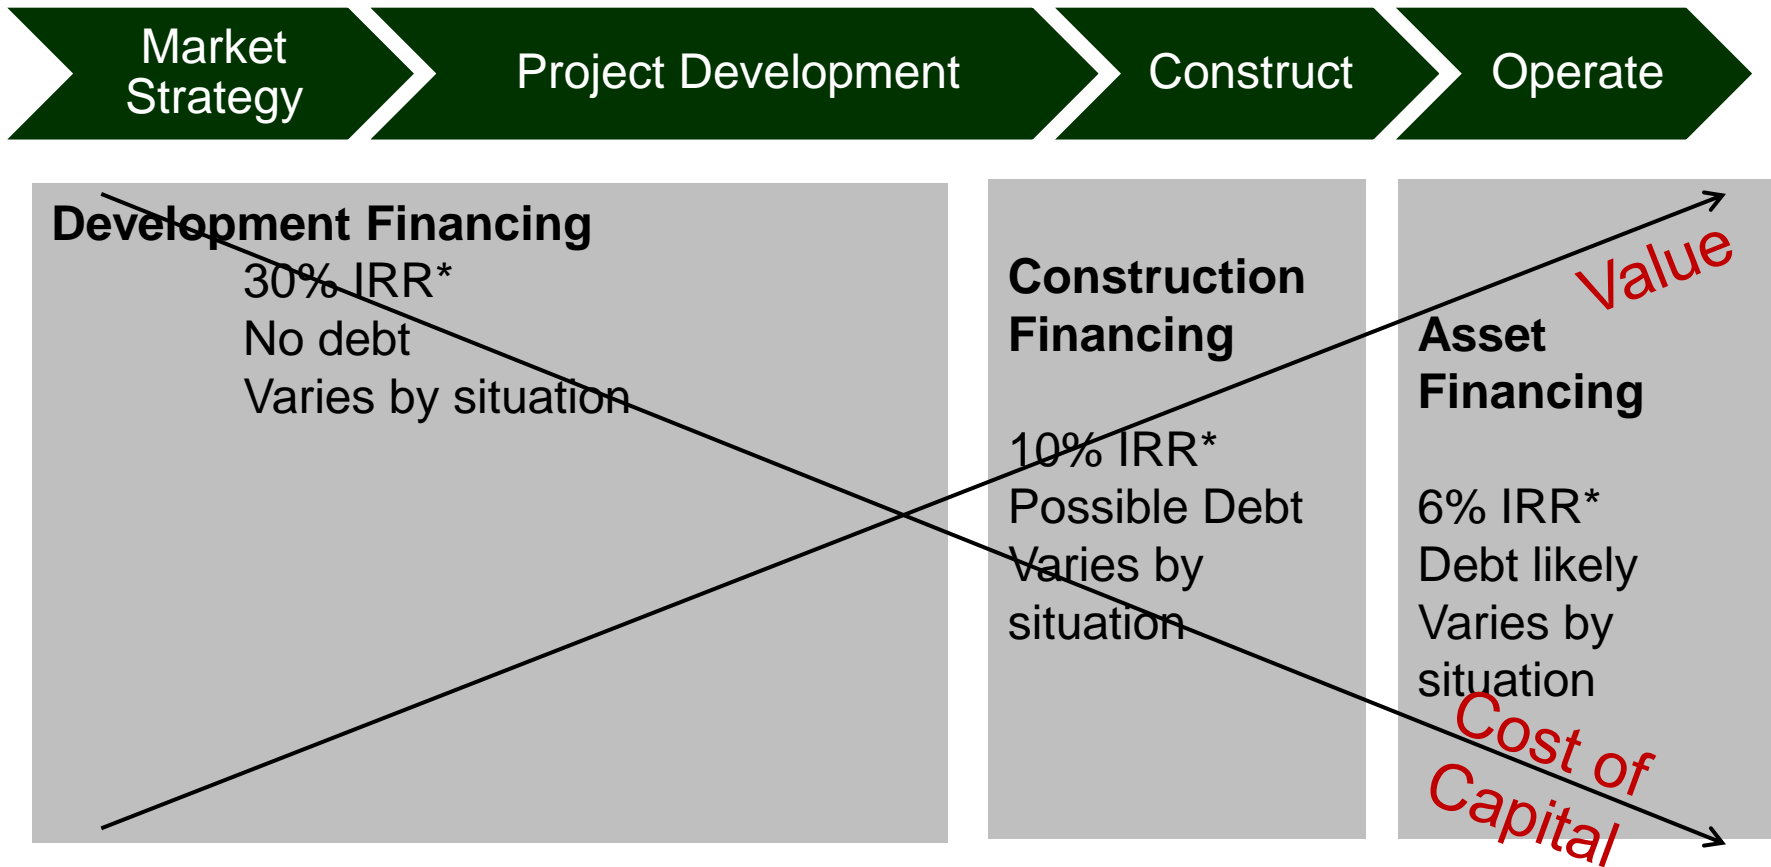 Market
Strategy
Project Development
Construct
Operate
Development Financing
30% IRR*
No debt
Varies by situation
Construction
Financing
10% IRR*
Possible Debt
Varies by
situation
Value
Asset
Financing
6% IRR*
Debt likely
Varies by
situation
Cost of
Capital